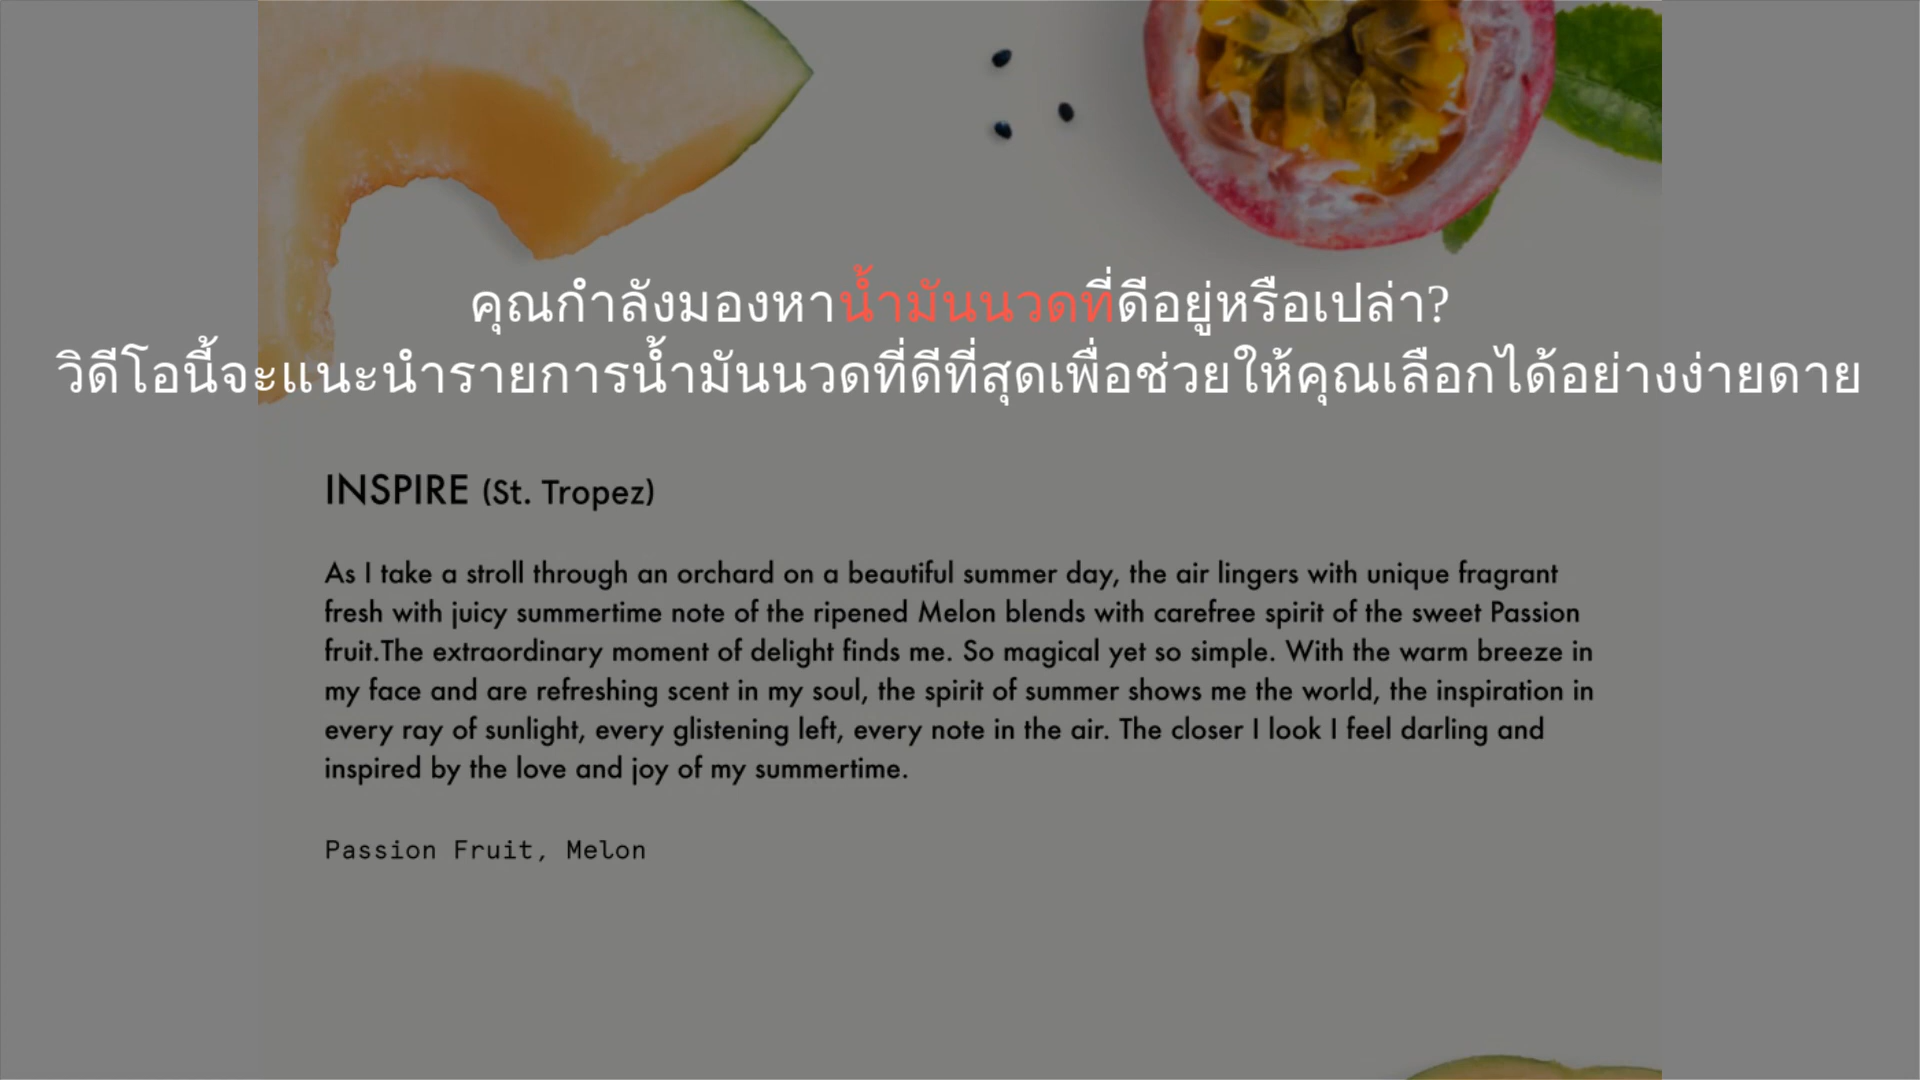 คุณกำลังมองหาน้ำมันนวดที่ดีอยู่หรือเปล่า?
วิดีโอนี้จะแนะนำรายการน้ำมันนวดที่ดีที่สุดเพื่อช่วยให้คุณเลือกได้อย่างง่ายดาย
INSPIRE (St. Tropez)
As I take a stroll through an orchard on a beautiful summer day, the air lingers with unique fragrant
fresh with juicy summertime note of the ripened Melon blends with carefree spirit of the sweet Passion
fruit.The extraordinary moment of delight finds me. So magical yet so simple. With the warm breeze in
my face and are refreshing scent in my soul, the spirit of summer shows me the world, the inspiration in
every ray of sunlight, every glistening left, every note in the air. The closer I look I feel darling and
inspired by the love and joy of my summertime.
Passion Fruit, Melon